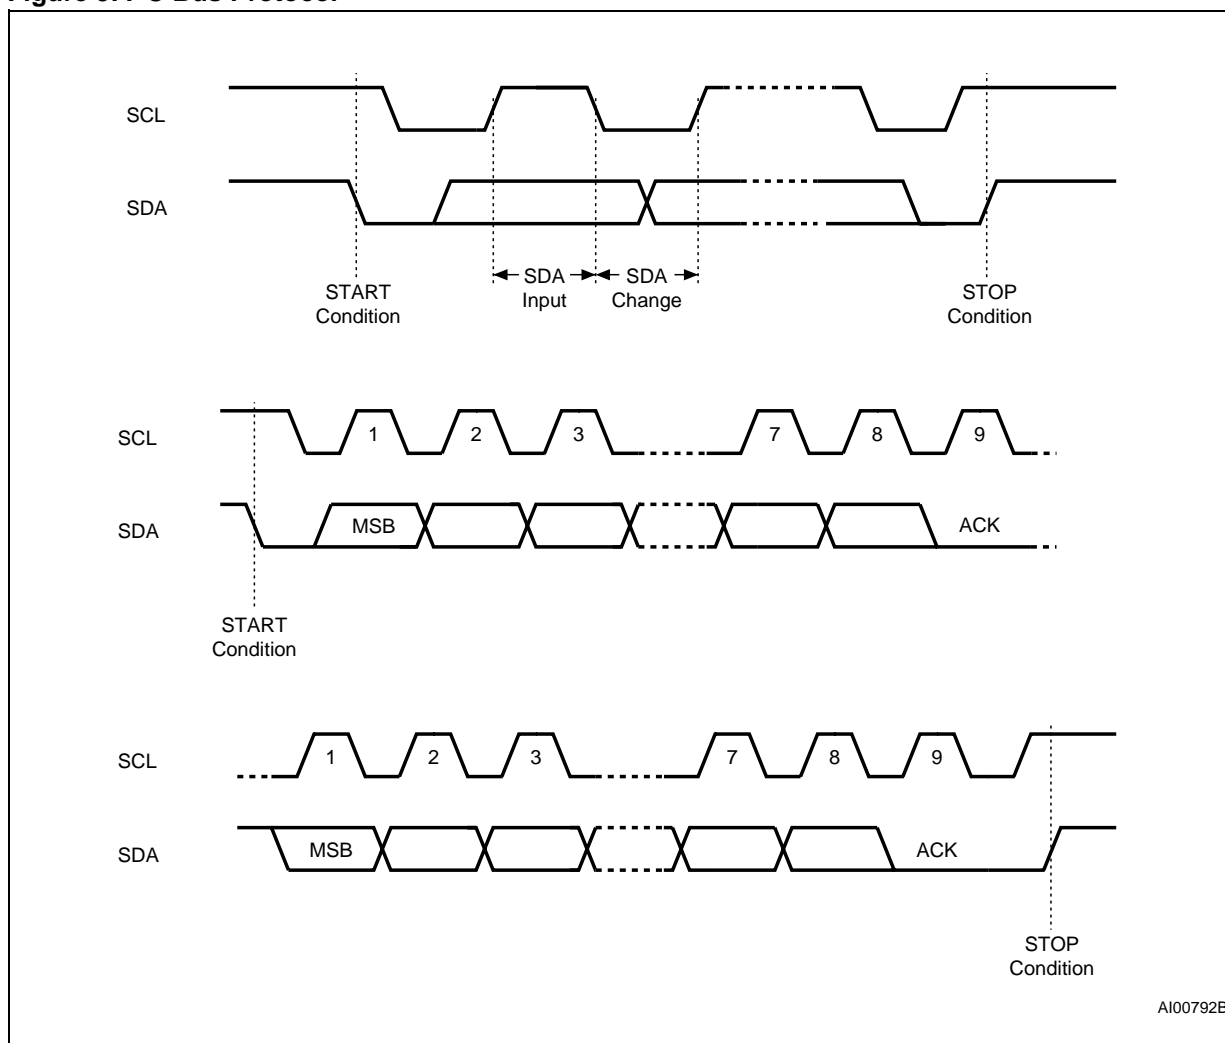 SCL
SDA
START
Condition
SDA
Input
SDA
Change
STOP
Condition
SCL
1 2 3 7 8 9
SDA
MSB ACK
START
Condition
SCL
1 2 3 7 8 9
SDA
MSB ACK
STOP
Condition
AI00792B